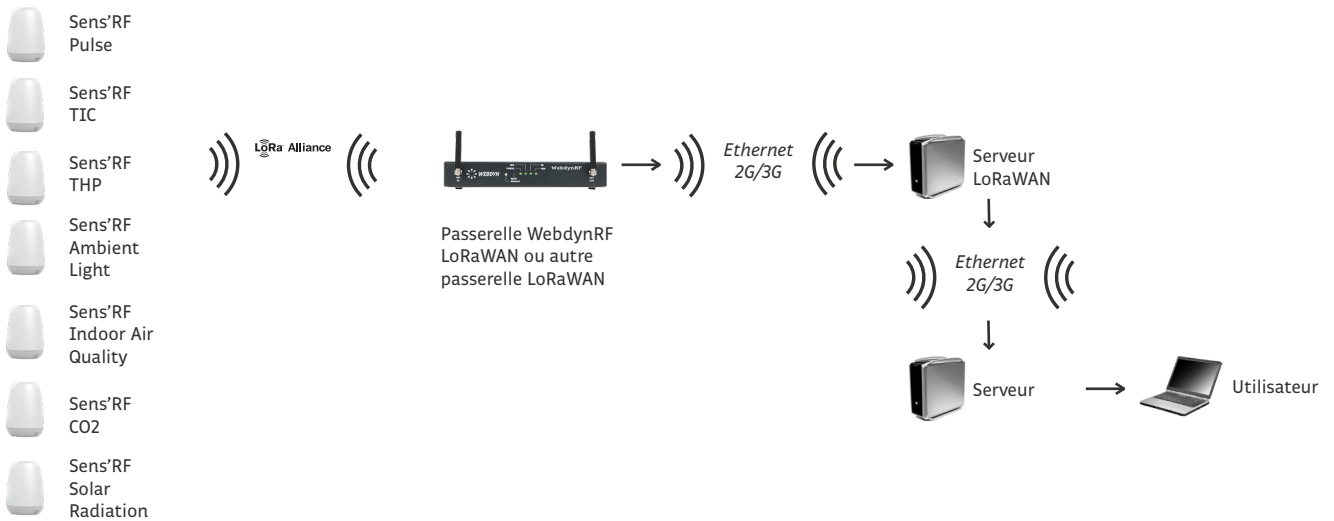 Sens’RF
Pulse
Sens’RF
TIC
Sens’RF
THP
Sens’RF
Ambient
Light
Sens’RF
Indoor Air
Quality
Sens’RF
CO2
Sens’RF
Solar
Radiation
LoRa Alliance
WEBDYN
WebdynRF
Passerelle WebdynRF
LoRaWAN ou autre
passerelle LoRaWAN
Ethernet
2G/3G
Serveur
LoRaWAN
Ethernet
2G/3G
Serveur
Utilisateur